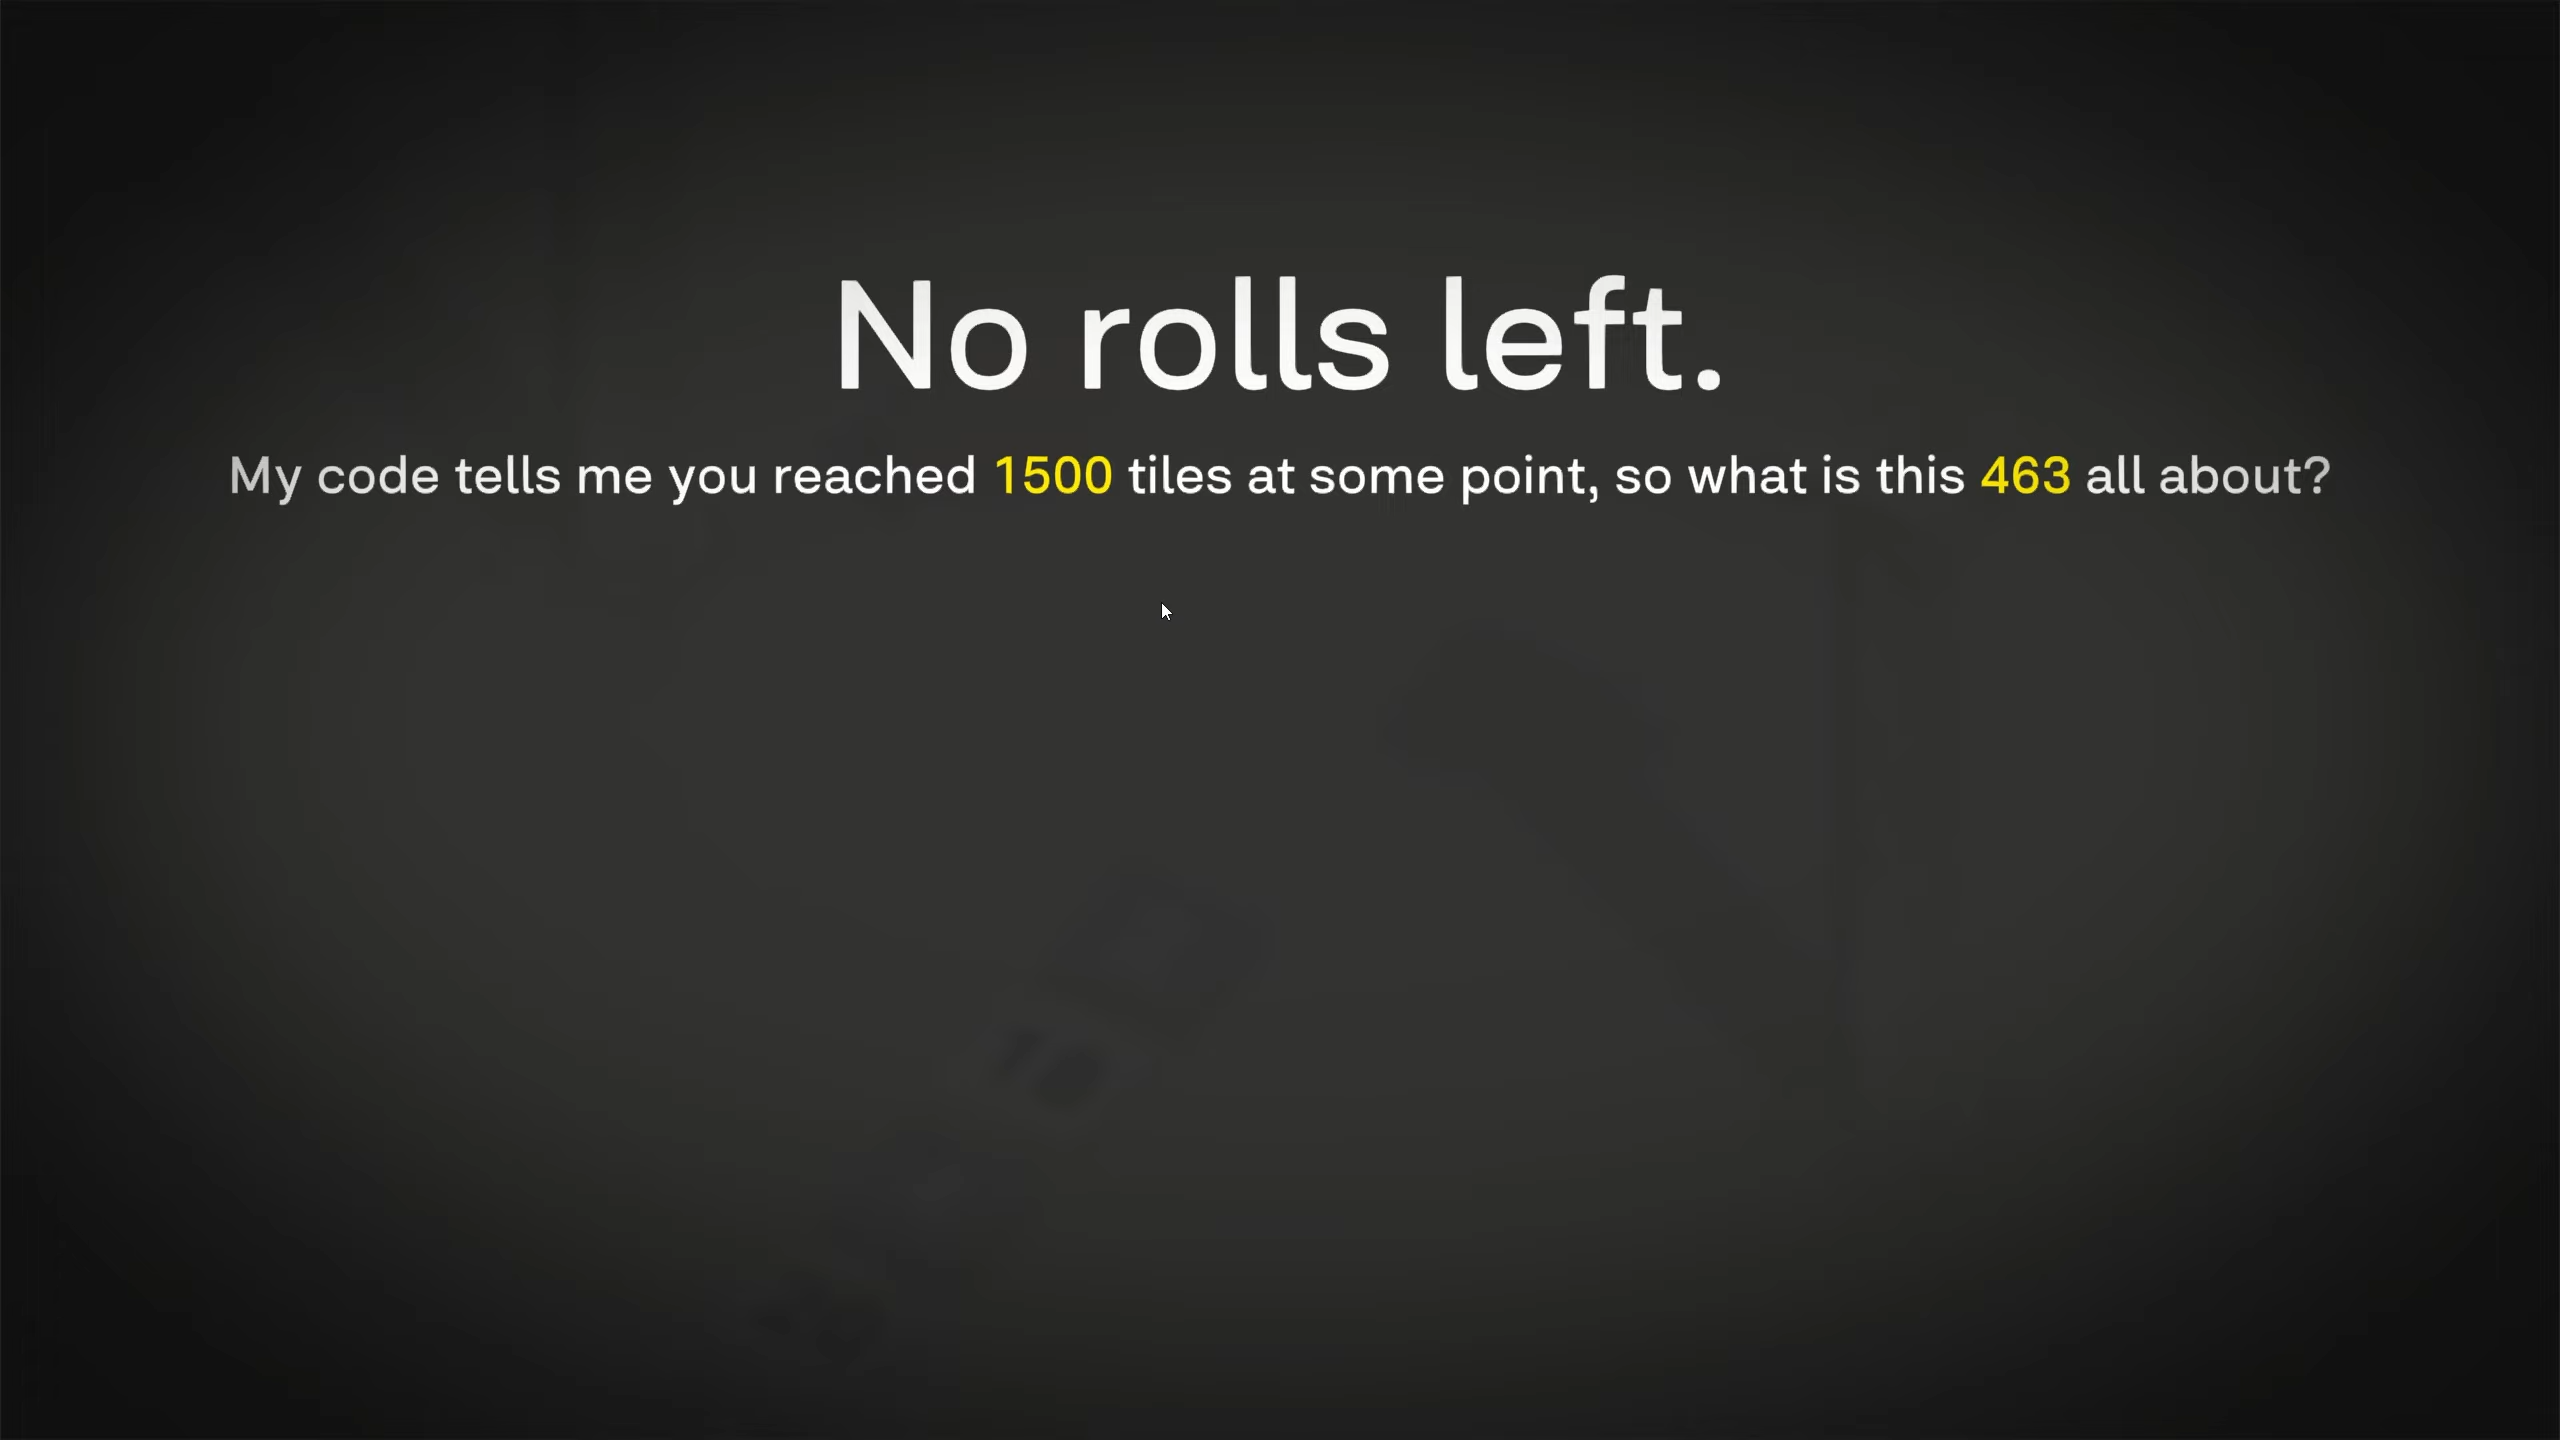 No rolls left.
My code tells me you reached 1500 tiles at some point, so what is this 463 all about?